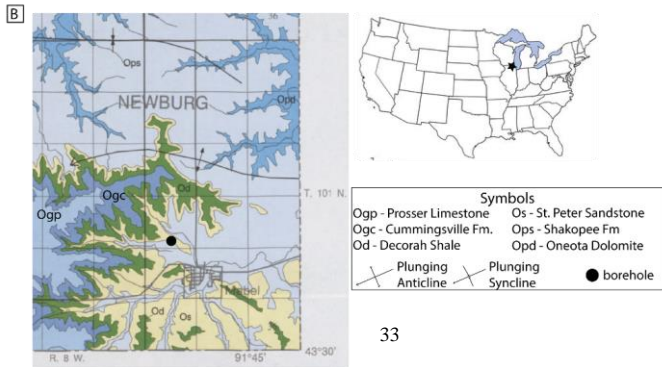 B
36
Ops
NEWBURG
Opd
Od
Ogc
Ogp
T. 101 N.
Mabel
Od
Os
R. 8 W.
91°45'
43°30'
Symbols
Ogp - Prosser Limestone
Os - St. Peter Sandstone
Ogc - Cummingsville Fm.
Ops - Shakopee Fm
Od - Decorah Shale
Opd - Oneota Dolomite
Plunging Anticline
Plunging Syncline
borehole
33